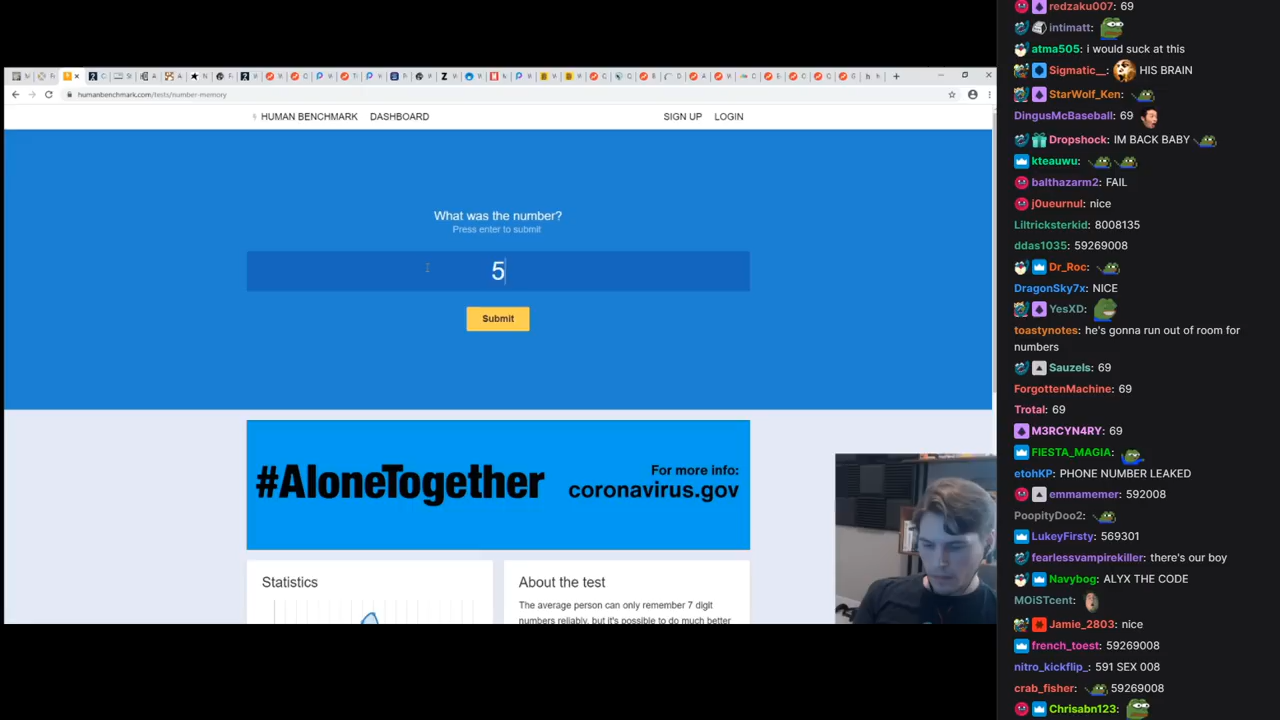 humanbenchmark.com/tests/number-memory
HUMAN BENCHMARK DASHBOARD SIGN UP LOGIN
What was the number?
Press enter to submit
5
Submit
#AloneTogether
For more info:
coronavirus.gov
Statistics
About the test
The average person can only remember 7 digit
numbers reliably, but it's possible to do much better
redzaku007: 69
intimatt:
atma505: i would suck at this
Sigmatic__: HIS BRAIN
StarWolf_Ken:
DingusMcBaseball: 69
Dropshock: IM BACK BABY
kteauwu:
balthazarm2: FAIL
j0ueurnul: nice
Liltricksterkid: 8008135
ddas1035: 59269008
Dr_Roc:
DragonSky7x: NICE
YesXD:
toastynotes: he's gonna run out of room for
numbers
Sauzels: 69
ForgottenMachine: 69
Trotal: 69
M3RCYN4RY: 69
FIESTA_MAGIA:
etohKP: PHONE NUMBER LEAKED
emmamemer: 592008
PoopityDoo2:
LukeyFirsty: 569301
fearlessvampirekiller: there's our boy
Navybog: ALYX THE CODE
MOiSTcent:
Jamie_2803: nice
french_toest: 59269008
nitro_kickflip_: 591 SEX 008
crab_fisher: 59269008
Chrisabn123: